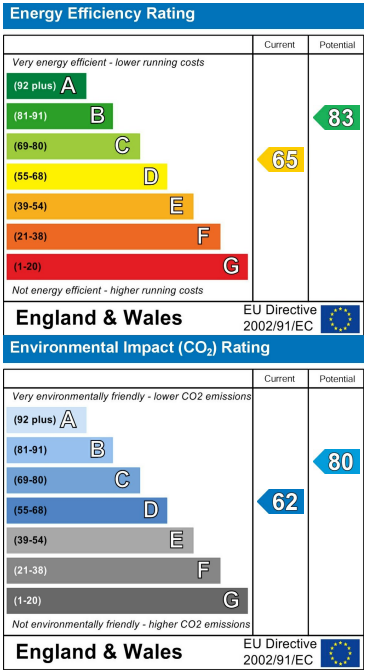 Energy Efficiency Rating
Current Potential
Very energy efficient - lower running costs
(92 plus) A
(81-91) B
83
(69-80) C
65
(55-68) D
(39-54) E
(21-38) F
(1-20) G
Not energy efficient - higher running costs
England & Wales
EU Directive
2002/91/EC
Environmental Impact (CO₂) Rating
Current Potential
Very environmentally friendly - lower CO2 emissions
(92 plus) A
(81-91) B
80
(69-80) C
62
(55-68) D
(39-54) E
(21-38) F
(1-20) G
Not environmentally friendly - higher CO2 emissions
England & Wales
EU Directive
2002/91/EC